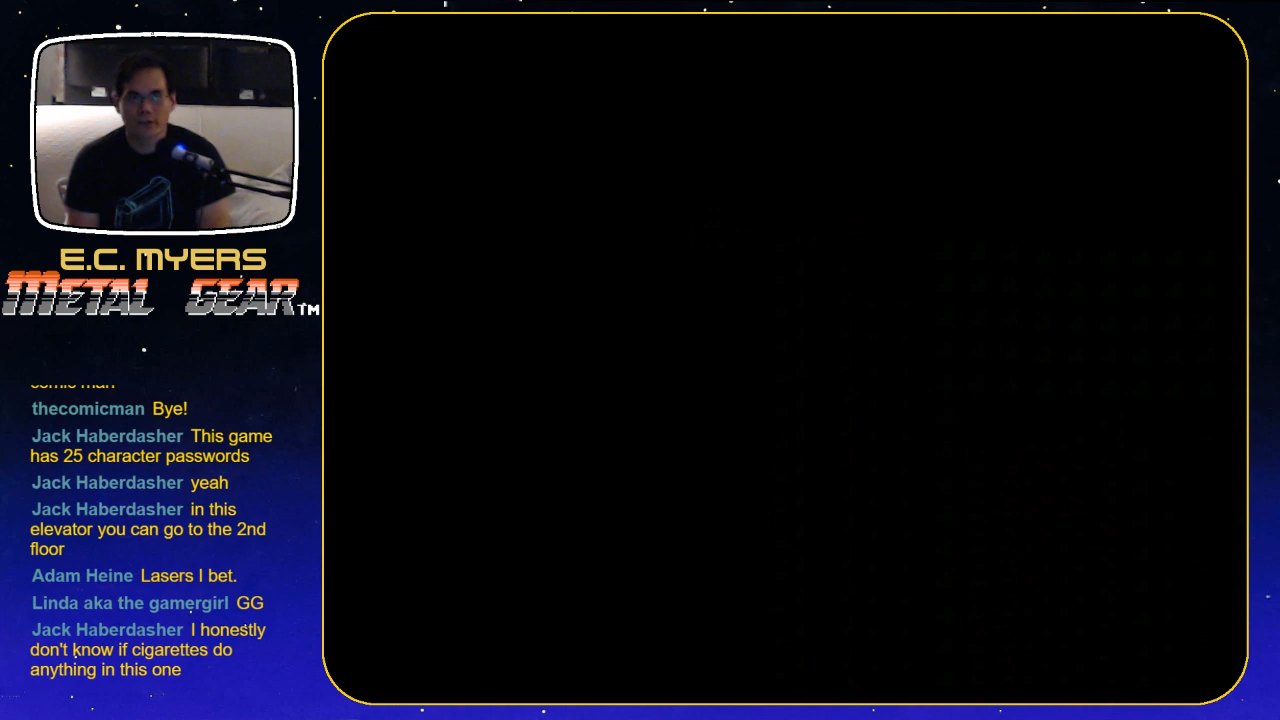 E.C. MYERS
METAL GEAR™
thecomicman Bye!
Jack Haberdasher This game
has 25 character passwords
Jack Haberdasher yeah
Jack Haberdasher in this
elevator you can go to the 2nd
floor
Adam Heine Lasers I bet.
Linda aka the gamergirl GG
Jack Haberdasher I honestly
don't know if cigarettes do
anything in this one